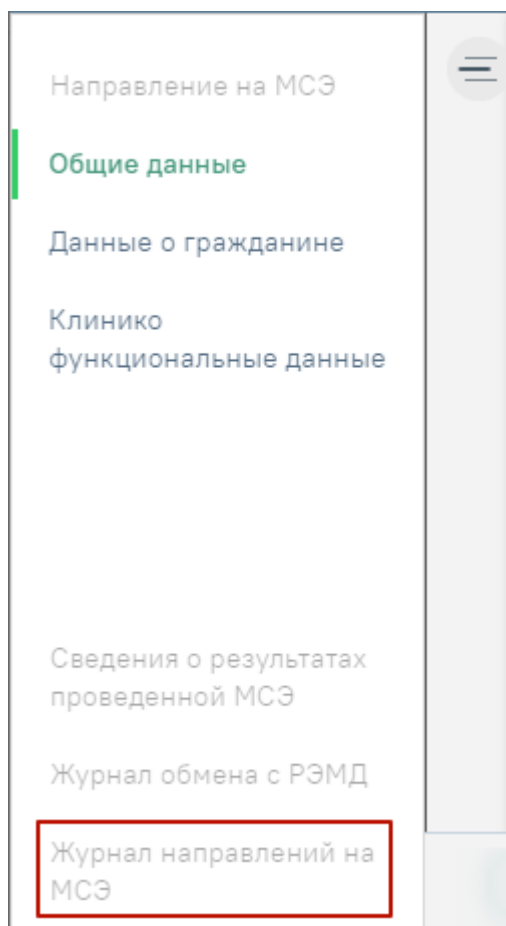 Направление на МСЭ
Общие данные
Данные о гражданине
Клинико
функциональные данные
Сведения о результатах
проведенной МСЭ
Журнал обмена с РЭМД
Журнал направлений на
МСЭ